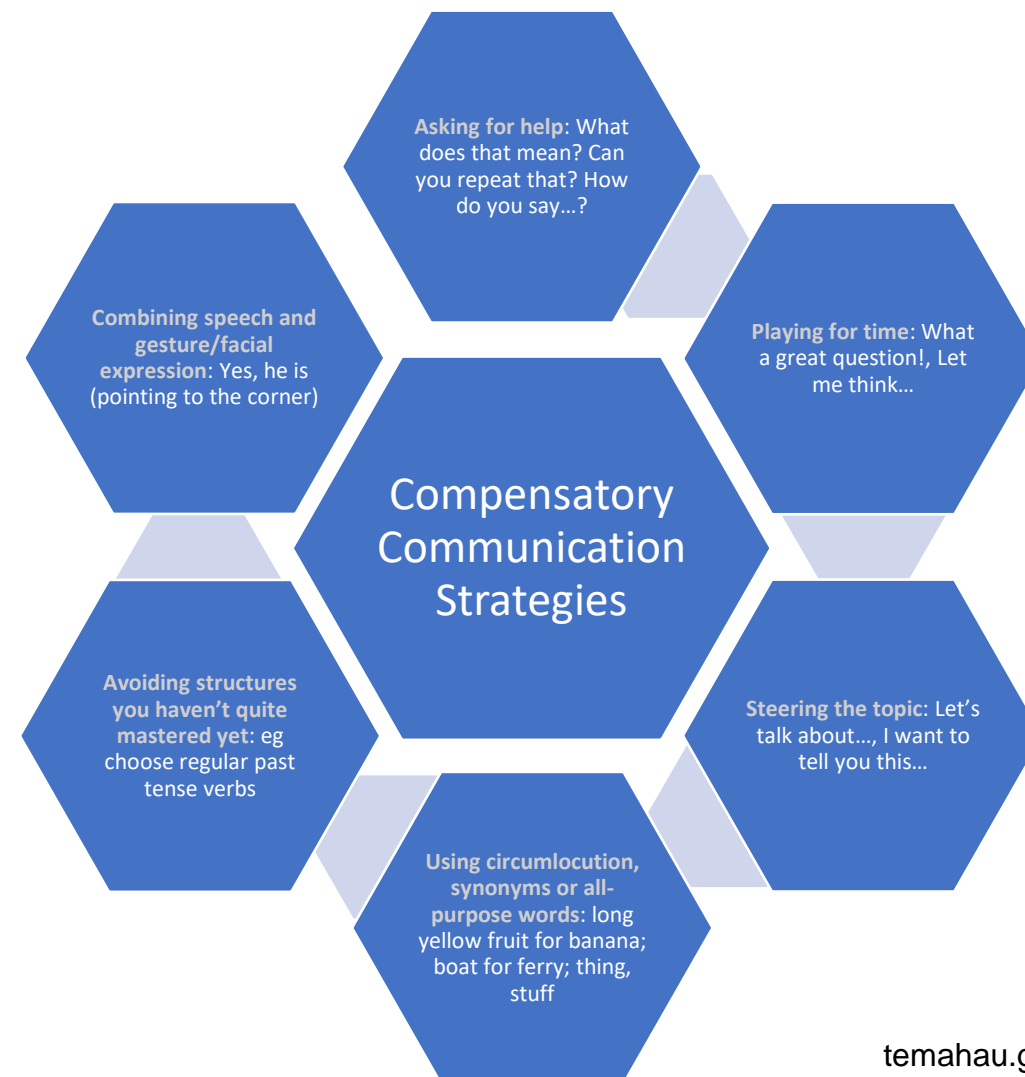 Asking for help: What
does that mean? Can
you repeat that? How
do you say…?
Playing for time: What
a great question!, Let
me think…
Steering the topic: Let’s
talk about…, I want to
tell you this…
Using circumlocution,
synonyms or all-
purpose words: long
yellow fruit for banana;
boat for ferry; thing,
stuff
Avoiding structures
you haven’t quite
mastered yet: eg
choose regular past
tense verbs
Combining speech and
gesture/facial
expression: Yes, he is
(pointing to the corner)
Compensatory
Communication
Strategies
temahau.g